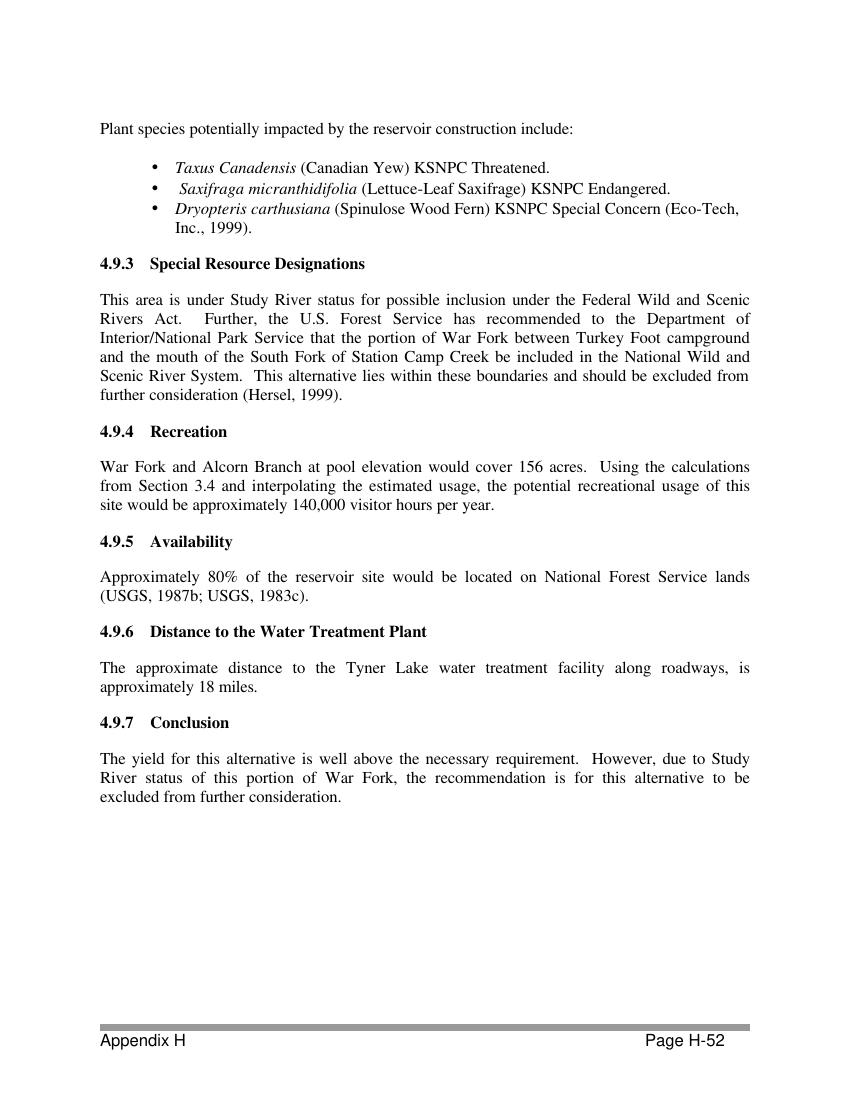 Plant species potentially impacted by the reservoir construction include:
• Taxus Canadensis (Canadian Yew) KSNPC Threatened.
• Saxifraga micranthidifolia (Lettuce-Leaf Saxifrage) KSNPC Endangered.
• Dryopteris carthusiana (Spinulose Wood Fern) KSNPC Special Concern (Eco-Tech,
Inc., 1999).
4.9.3 Special Resource Designations
This area is under Study River status for possible inclusion under the Federal Wild and Scenic
Rivers Act. Further, the U.S. Forest Service has recommended to the Department of
Interior/National Park Service that the portion of War Fork between Turkey Foot campground
and the mouth of the South Fork of Station Camp Creek be included in the National Wild and
Scenic River System. This alternative lies within these boundaries and should be excluded from
further consideration (Hersel, 1999).
4.9.4 Recreation
War Fork and Alcorn Branch at pool elevation would cover 156 acres. Using the calculations
from Section 3.4 and interpolating the estimated usage, the potential recreational usage of this
site would be approximately 140,000 visitor hours per year.
4.9.5 Availability
Approximately 80% of the reservoir site would be located on National Forest Service lands
(USGS, 1987b; USGS, 1983c).
4.9.6 Distance to the Water Treatment Plant
The approximate distance to the Tyner Lake water treatment facility along roadways, is
approximately 18 miles.
4.9.7 Conclusion
The yield for this alternative is well above the necessary requirement. However, due to Study
River status of this portion of War Fork, the recommendation is for this alternative to be
excluded from further consideration.
Appendix H Page H-52